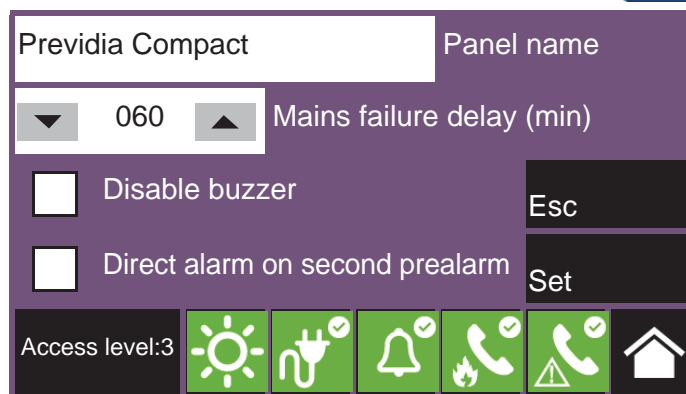 Previdia Compact Panel name
060 Mains failure delay (min)
Disable buzzer
Esc
Direct alarm on second prealarm
Set
Access level:3